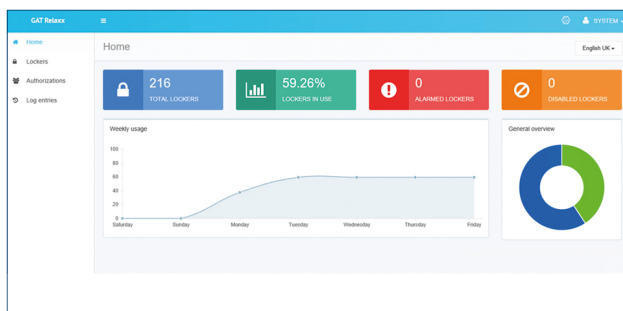 GAT Relaxx
SYSTEM
Home
Lockers
Authorizations
Log entries
Home
English UK
216
TOTAL LOCKERS
59.26%
LOCKERS IN USE
0
ALARMED LOCKERS
0
DISABLED LOCKERS
Weekly usage
100
80
60
40
20
0
Saturday
Sunday
Monday
Tuesday
Wednesday
Thursday
Friday
General overview